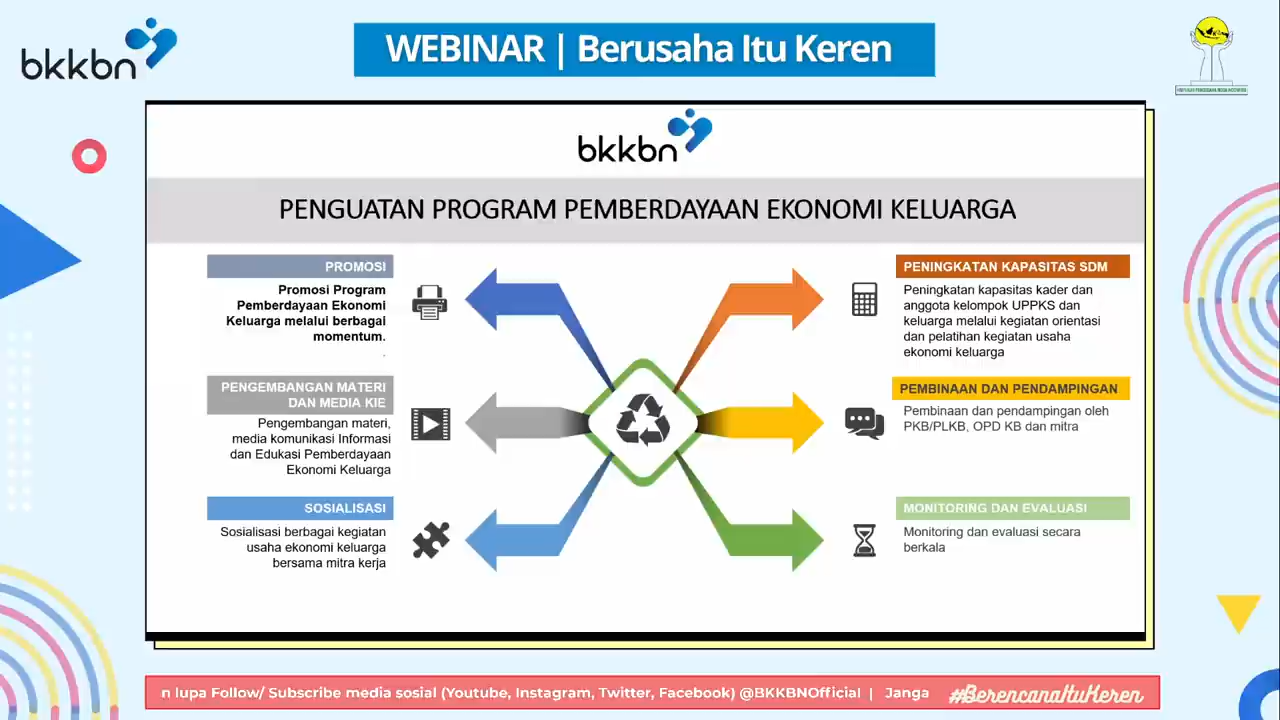 bkkbn
WEBINAR | Berusaha Itu Keren
bkkbn
PENGUATAN PROGRAM PEMBERDAYAAN EKONOMI KELUARGA
PROMOSI
Promosi Program
Pemberdayaan Ekonomi
Keluarga melalui berbagai
momentum.
.
PENGEMBANGAN MATERI
DAN MEDIA KIE
Pengembangan materi,
media komunikasi Informasi
dan Edukasi Pemberdayaan
Ekonomi Keluarga
SOSIALISASI
Sosialisasi berbagai kegiatan
usaha ekonomi keluarga
bersama mitra kerja
PENINGKATAN KAPASITAS SDM
Peningkatan kapasitas kader dan
anggota kelompok UPPKS dan
keluarga melalui kegiatan orientasi
dan pelatihan kegiatan usaha
ekonomi keluarga
PEMBINAAN DAN PENDAMPINGAN
Pembinaan dan pendampingan oleh
PKB/PLKB, OPD KB dan mitra
MONITORING DAN EVALUASI
Monitoring dan evaluasi secara
berkala
n lupa Follow/ Subscribe media sosial (Youtube, Instagram, Twitter, Facebook) @BKKBNOfficial | Janga
#BerencanaItuKeren